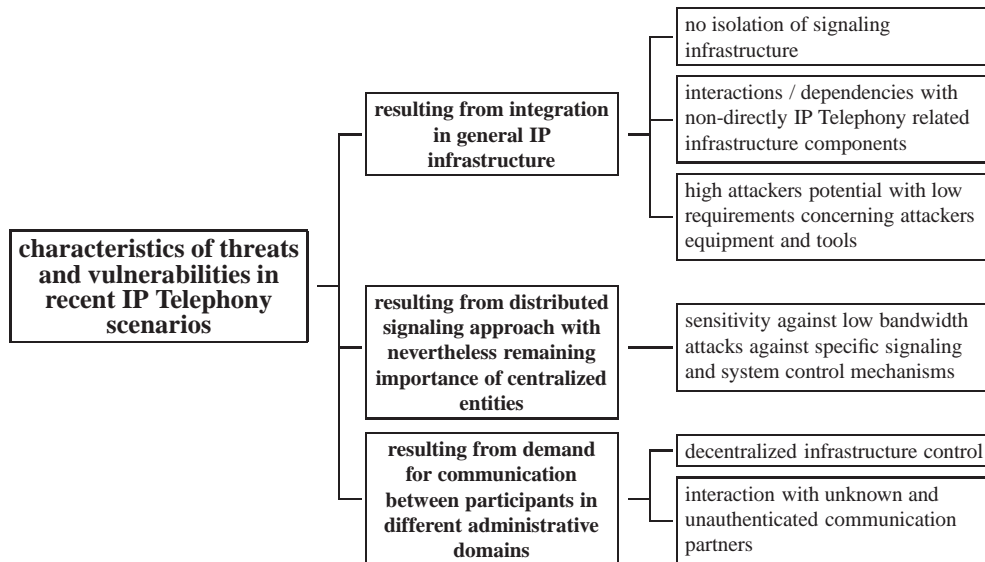 characteristics of threats
and vulnerabilities in
recent IP Telephony
scenarios
resulting from integration
in general IP
infrastructure
no isolation of signaling
infrastructure
interactions / dependencies with
non-directly IP Telephony related
infrastructure components
high attackers potential with low
requirements concerning attackers
equipment and tools
resulting from distributed
signaling approach with
nevertheless remaining
importance of centralized
entities
sensitivity against low bandwidth
attacks against specific signaling
and system control mechanisms
resulting from demand
for communication
between participants in
different administrative
domains
decentralized infrastructure control
interaction with unknown and
unauthenticated communication
partners